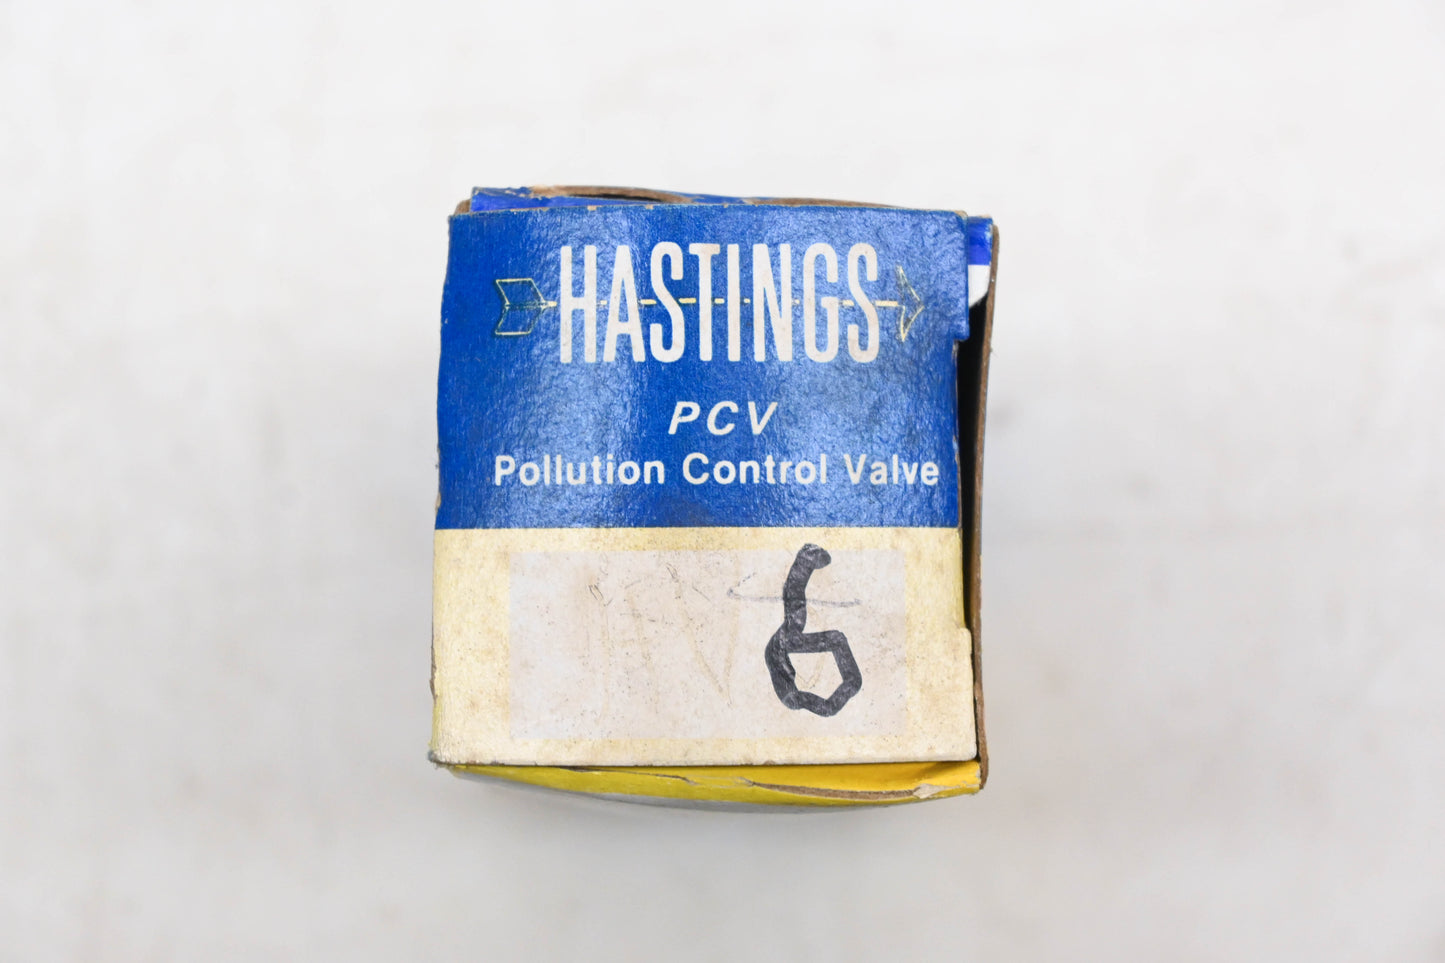 HASTINGS
PCV
Pollution Control Valve
6